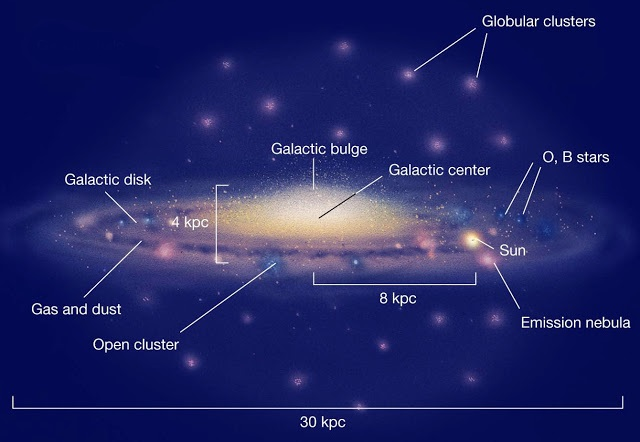 Globular clusters
Galactic bulge
O, B stars
Galactic center
Galactic disk
4 kpc
Sun
8 kpc
Gas and dust
Emission nebula
Open cluster
30 kpc